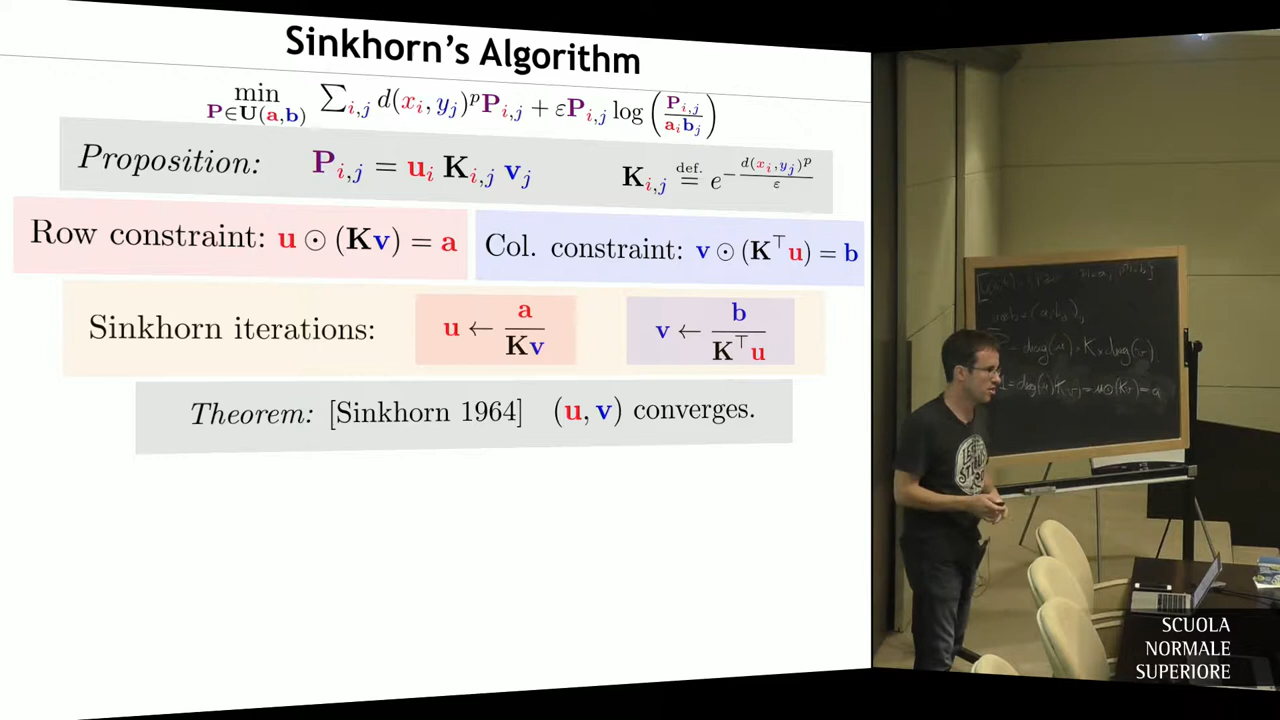 Sinkhorn's Algorithm
min P∈U(a,b) ∑i,j d(xi, yj)^p Pi,j + εPi,j log (Pi,j / aibj)
Proposition: Pi,j = ui Ki,j vj Ki,j def. = e^(−d(xi,yj)^p / ε)
Row constraint: u ⊙ (Kv) = a
Col. constraint: v ⊙ (K⊤u) = b
Sinkhorn iterations: u ← a / Kv v ← b / K⊤u
Theorem: [Sinkhorn 1964] (u, v) converges.
SCUOLA
NORMALE
SUPERIORE